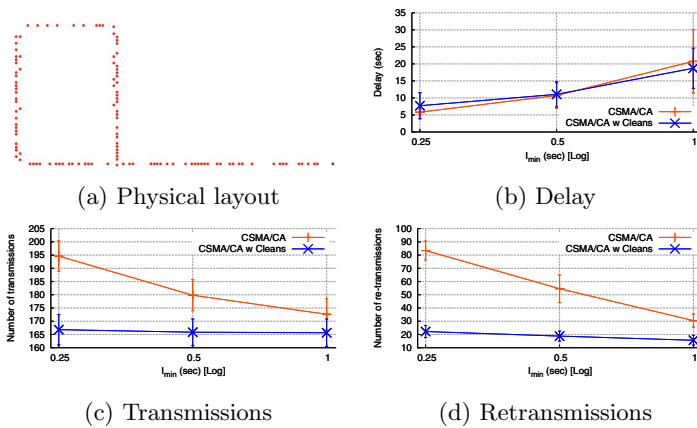 35
30
25
20
15
10
5
0
Delay (sec)
CSMA/CA
CSMA/CA w Cleans
0.25
0.5
1
Imin (sec) [Log]
(a) Physical layout
(b) Delay
205
200
195
190
185
180
175
170
165
160
Number of transmissions
CSMA/CA
CSMA/CA w Cleans
0.25
0.5
1
Imin (sec) [Log]
100
90
80
70
60
50
40
30
20
10
Number of re-transmissions
CSMA/CA
CSMA/CA w Cleans
0.25
0.5
1
Imin (sec) [Log]
(c) Transmissions
(d) Retransmissions